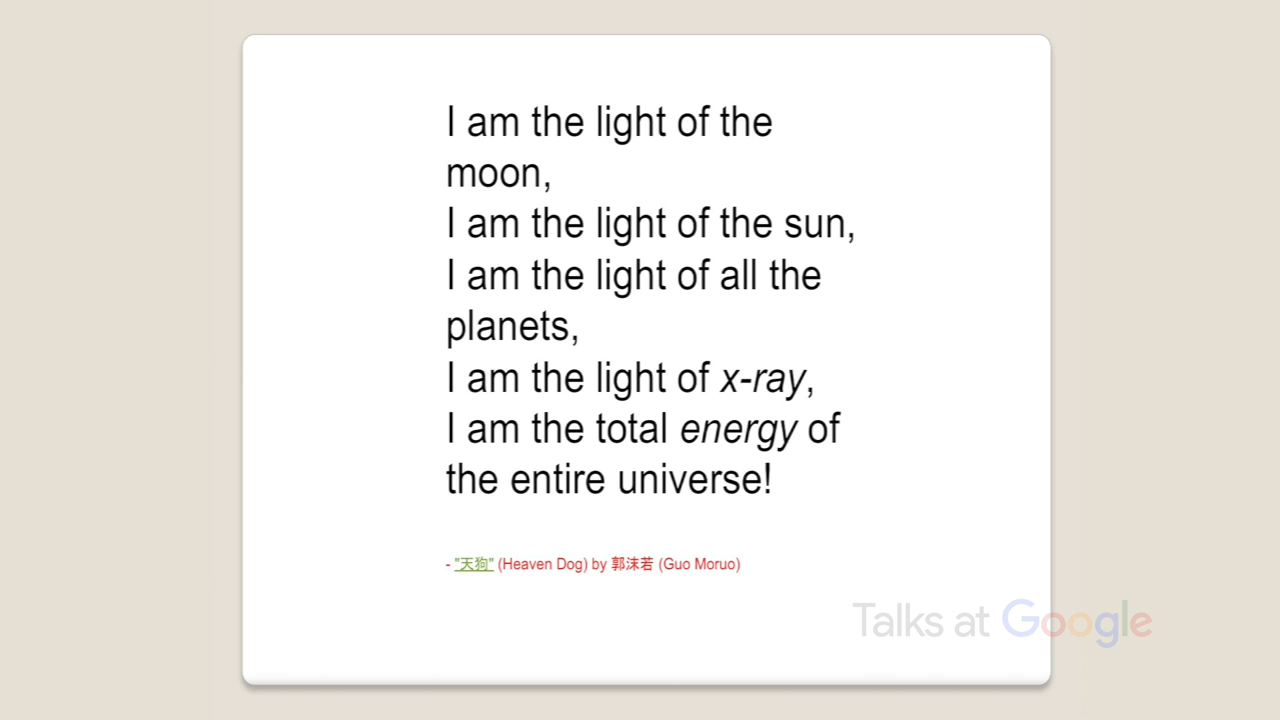 I am the light of the
moon,
I am the light of the sun,
I am the light of all the
planets,
I am the light of x-ray,
I am the total energy of
the entire universe!
- "天狗" (Heaven Dog) by 郭沫若 (Guo Moruo)
Talks at Google